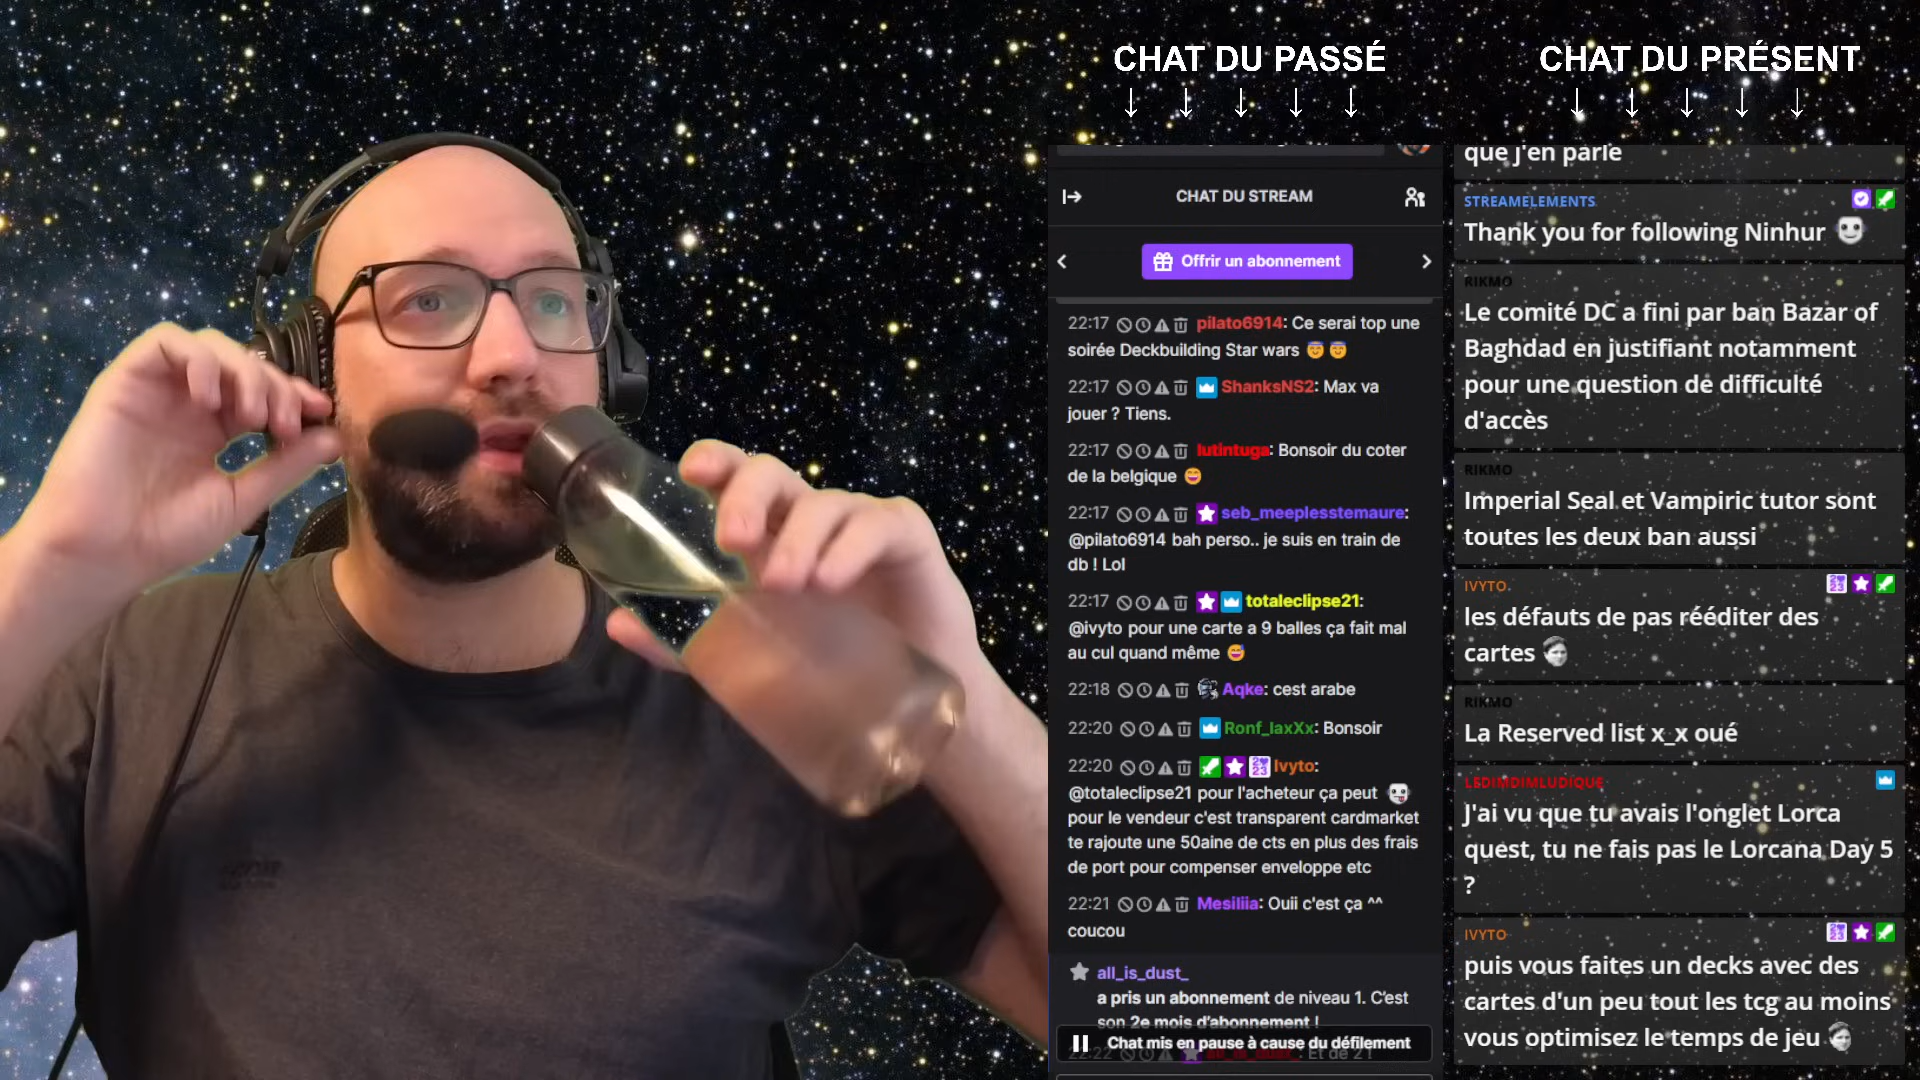 CHAT DU PASSÉ
↓ ↓ ↓ ↓ ↓
CHAT DU STREAM
Offrir un abonnement
22:17 pilato6914: Ce serai top une
soirée Deckbuilding Star wars 😇 😇
22:17 ShanksNS2: Max va
jouer ? Tiens.
22:17 lutintuga: Bonsoir du coter
de la belgique 😄
22:17 seb_meeplesstemaure:
@pilato6914 bah perso.. je suis en train de
db ! Lol
22:17 totaleclipse21:
@ivyto pour une carte a 9 balles ça fait mal
au cul quand même 😅
22:18 Aqke: cest arabe
22:20 Ronf_laxXx: Bonsoir
22:20 Ivyto:
@totaleclipse21 pour l'acheteur ça peut
pour le vendeur c'est transparent cardmarket
te rajoute une 50aine de cts en plus des frais
de port pour compenser enveloppe etc
22:21 Mesiliia: Ouii c'est ça ^^
coucou
all_is_dust_
a pris un abonnement de niveau 1. C'est
son 2e mois d'abonnement !
Chat mis en pause à cause du défilement
22:22 all_is_dust_: Et de 2 !
CHAT DU PRÉSENT
↓ ↓ ↓ ↓ ↓
que j'en parle
STREAMELEMENTS
Thank you for following Ninhur
RIKMO
Le comité DC a fini par ban Bazar of
Baghdad en justifiant notamment
pour une question de difficulté
d'accès
RIKMO
Imperial Seal et Vampiric tutor sont
toutes les deux ban aussi
IVYTO
les défauts de pas rééditer des
cartes
RIKMO
La Reserved list x_x oué
LEDIMDIMLUDIQUE
J'ai vu que tu avais l'onglet Lorca
quest, tu ne fais pas le Lorcana Day 5
?
IVYTO
puis vous faites un decks avec des
cartes d'un peu tout les tcg au moins
vous optimisez le temps de jeu